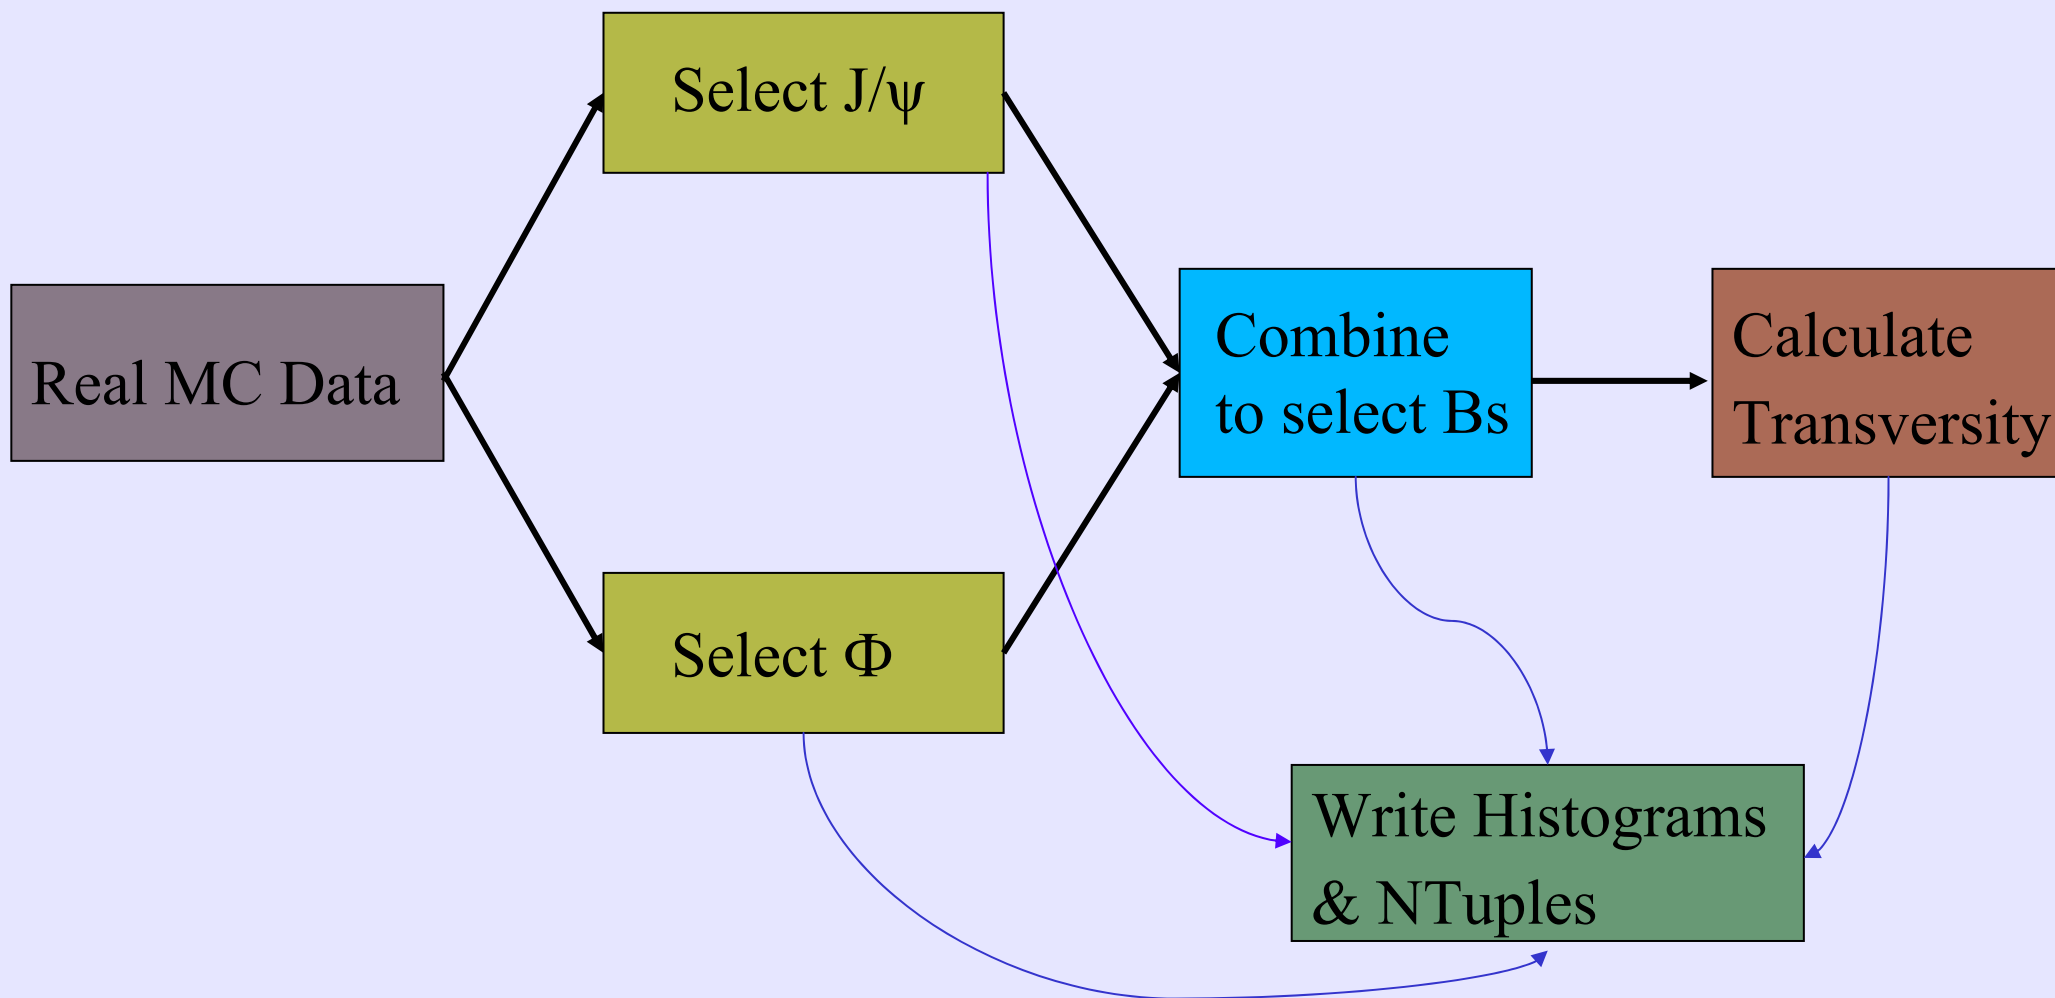 Select J/ψ
Real MC Data
Combine
to select Bs
Calculate
Transversity
Select Φ
Write Histograms
& NTuples